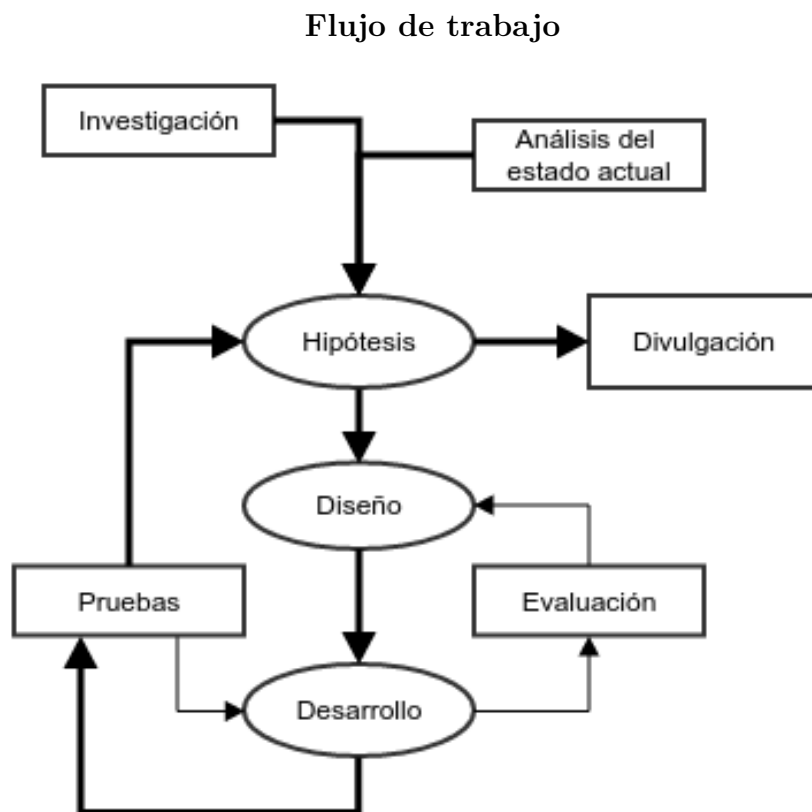 Flujo de trabajo
Investigación
Análisis del
estado actual
Hipótesis
Divulgación
Diseño
Pruebas
Evaluación
Desarrollo